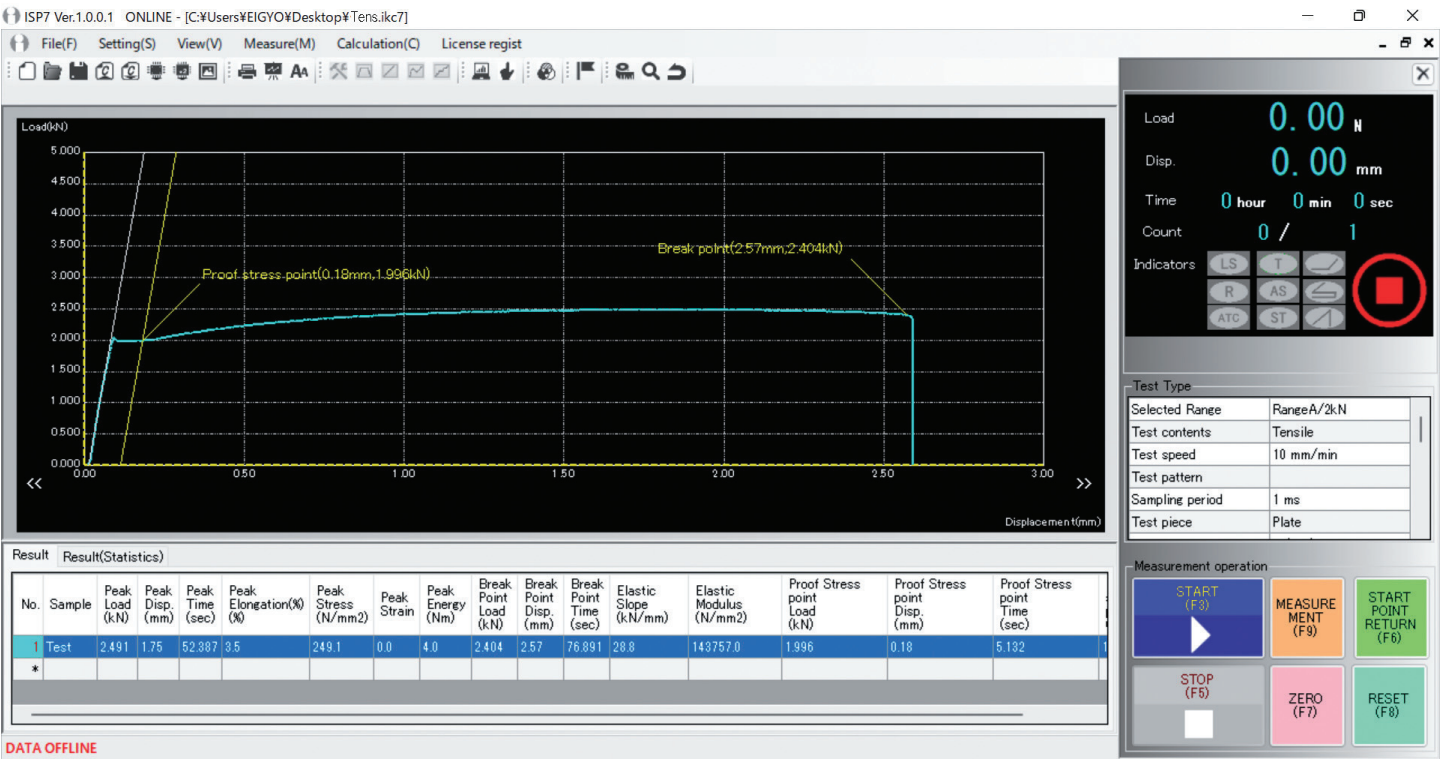 ISP7 Ver.1.0.0.1 ONLINE - [C:¥Users¥EIGYO¥Desktop¥Tens.ikc7]
File(F) Setting(S) View(V) Measure(M) Calculation(C) License regist
Load(kN)
5.000
4.500
4.000
3.500
3.000
2.500
2.000
1.500
1.000
0.500
0.000
Break point(2.57mm,2.404kN)
Proof stress point(0.18mm,1.996kN)
0.00 0.50 1.00 1.50 2.00 2.50 3.00
<< >>
Displacement(mm)
Load 0.00 N
Disp. 0.00 mm
Time 0 hour 0 min 0 sec
Count 0 / 1
Indicators LS T
R AS
ATC ST
Test Type
Selected Range RangeA/2kN
Test contents Tensile
Test speed 10 mm/min
Test pattern
Sampling period 1 ms
Test piece Plate
Result Result(Statistics)
No. Sample Peak Load (kN) Peak Disp. (mm) Peak Time (sec) Peak Elongation(%) (%) Peak Stress (N/mm2) Peak Strain Peak Energy (Nm) Break Point Load (kN) Break Point Disp. (mm) Break Point Time (sec) Elastic Slope (kN/mm) Elastic Modulus (N/mm2) Proof Stress point Load (kN) Proof Stress point Disp. (mm) Proof Stress point Time (sec)
1 Test 2.491 1.75 52.387 3.5 249.1 0.0 4.0 2.404 2.57 76.891 28.8 143757.0 1.996 0.18 5.132 1
*
Measurement operation
START
(F3)
MEASURE
MENT
(F9)
START
POINT
RETURN
(F6)
STOP
(F5)
ZERO
(F7)
RESET
(F8)
DATA OFFLINE